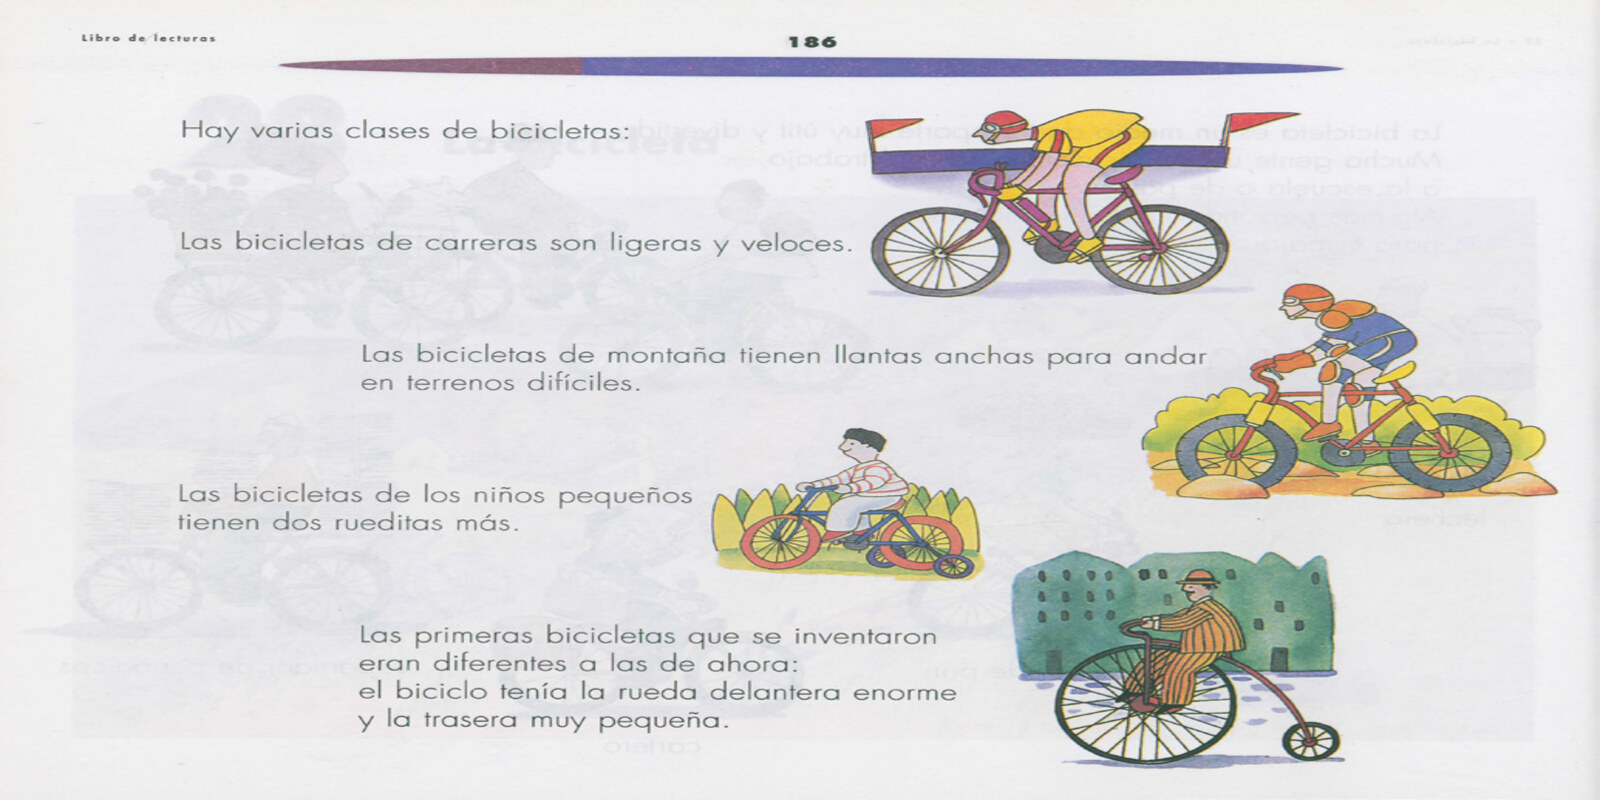 Libro de lecturas
186
Hay varias clases de bicicletas:
Las bicicletas de carreras son ligeras y veloces.
Las bicicletas de montaña tienen llantas anchas para andar
en terrenos difíciles.
Las bicicletas de los niños pequeños
tienen dos rueditas más.
Las primeras bicicletas que se inventaron
eran diferentes a las de ahora:
el biciclo tenía la rueda delantera enorme
y la trasera muy pequeña.